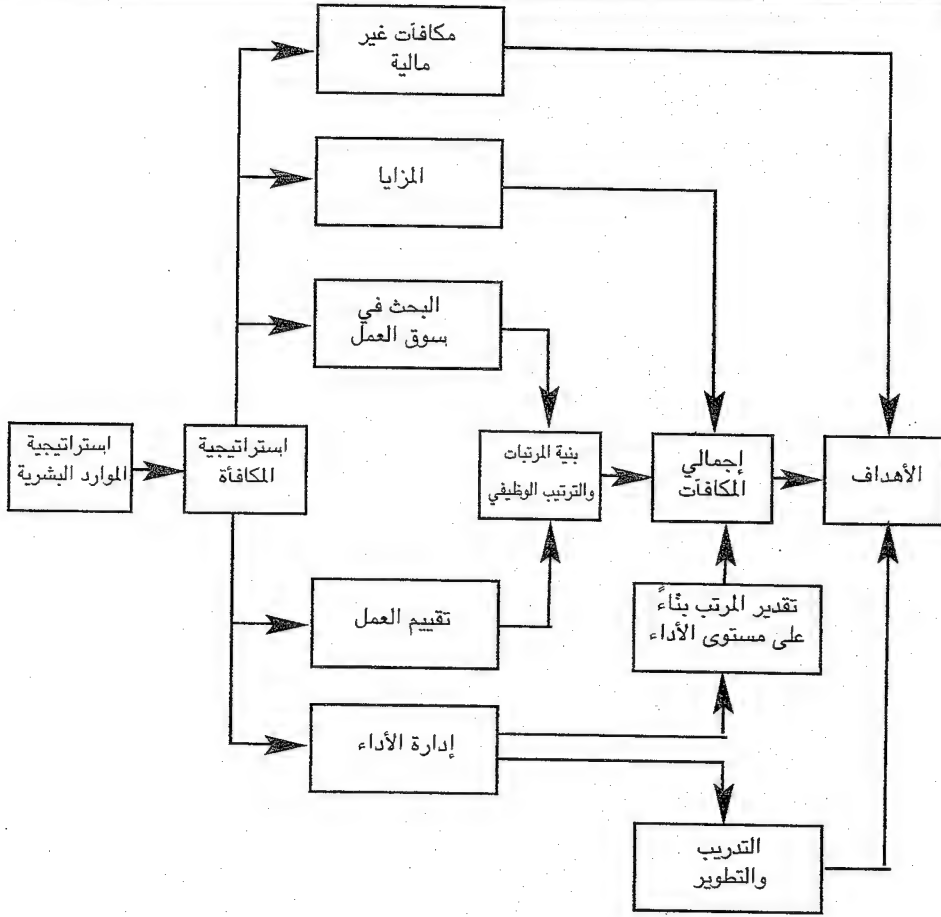 مكافآت غير
مالية
المزايا
البحث في
سوق العمل
استراتيجية
الموارد البشرية
استراتيجية
المكافأة
بنية المرتبات
والترتيب الوظيفي
إجمالي
المكافآت
الأهداف
تقييم العمل
تقدير المرتب بناءً
على مستوى الأداء
إدارة الأداء
التدريب
والتطوير